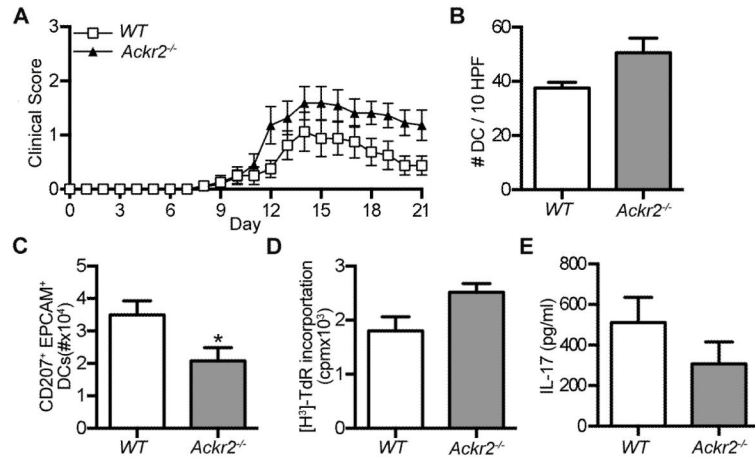 A
WT
Ackr2-/-
Clinical Score
3
2
1
0
0 3 6 9 12 15 18 21
Day
B
# DC / 10 HPF
60
40
20
0
WT Ackr2-/-
C
CD207+ EPCAM+
DCs(#x10⁴)
5
4
3
2
1
0
*
WT Ackr2-/-
D
[H³]-TdR incorportation
(cpmx10³)
3
2
1
0
WT Ackr2-/-
E
IL-17 (pg/ml)
800
600
400
200
0
WT Ackr2-/-